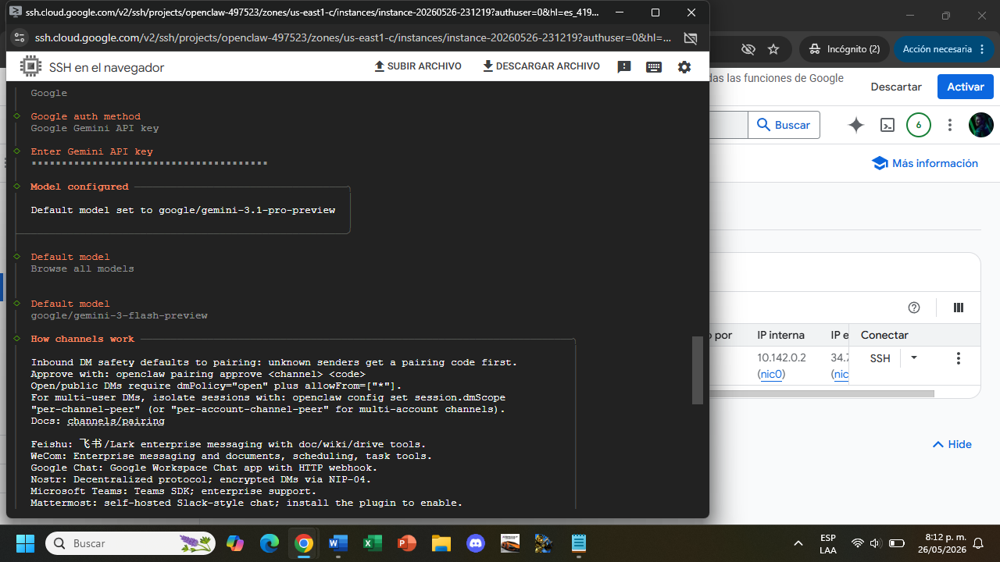 ssh.cloud.google.com/v2/ssh/projects/openclaw-497523/zones/us-east1-c/instances/instance-20260526-231219?authuser=0&hl=es_419...
ssh.cloud.google.com/v2/ssh/projects/openclaw-497523/zones/us-east1-c/instances/instance-20260526-231219?authuser=0&hl=...
Incógnito (2)
Acción necesaria
SSH en el navegador
SUBIR ARCHIVO
DESCARGAR ARCHIVO
das las funciones de Google
Descartar
Activar
Buscar
6
Más información
Google
Google auth method
Google Gemini API key
Enter Gemini API key
Model configured
Default model set to google/gemini-3.1-pro-preview
Default model
Browse all models
Default model
google/gemini-3-flash-preview
How channels work
Inbound DM safety defaults to pairing: unknown senders get a pairing code first.
Approve with: openclaw pairing approve <channel> <code>
Open/public DMs require dmPolicy="open" plus allowFrom=["*"].
For multi-user DMs, isolate sessions with: openclaw config set session.dmScope
"per-channel-peer" (or "per-account-channel-peer" for multi-account channels).
Docs: channels/pairing
Feishu: 飞书/Lark enterprise messaging with doc/wiki/drive tools.
WeCom: Enterprise messaging and documents, scheduling, task tools.
Google Chat: Google Workspace Chat app with HTTP webhook.
Nostr: Decentralized protocol; encrypted DMs via NIP-04.
Microsoft Teams: Teams SDK; enterprise support.
Mattermost: self-hosted Slack-style chat; install the plugin to enable.
o por
IP interna
IP e
Conectar
10.142.0.2
34.7
SSH
(nic0)
(nic
Hide
Buscar
ESP
LAA
8:12 p. m.
26/05/2026